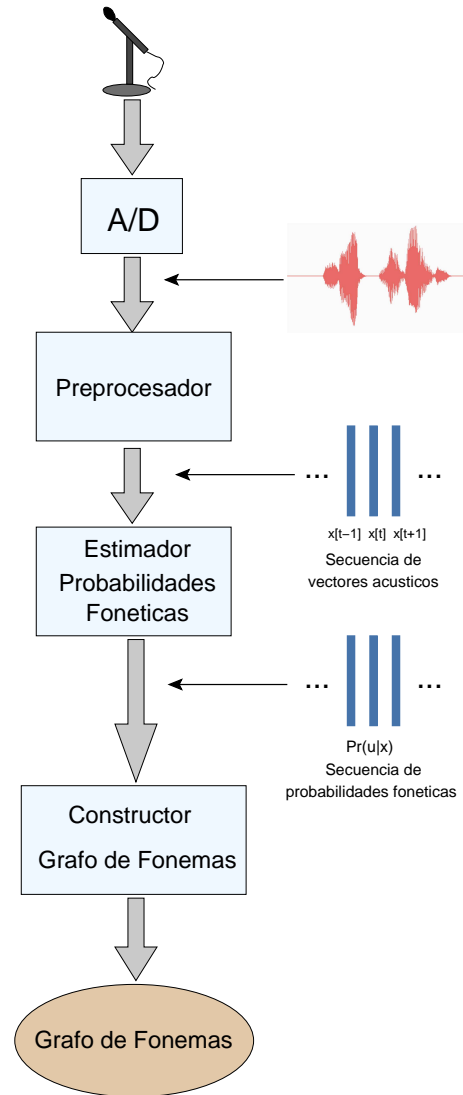 A/D
Preprocesador
... ...
x[t−1] x[t] x[t+1]
Secuencia de
vectores acusticos
Estimador
Probabilidades
Foneticas
... ...
Pr(u|x)
Secuencia de
probabilidades foneticas
Constructor
Grafo de Fonemas
Grafo de Fonemas